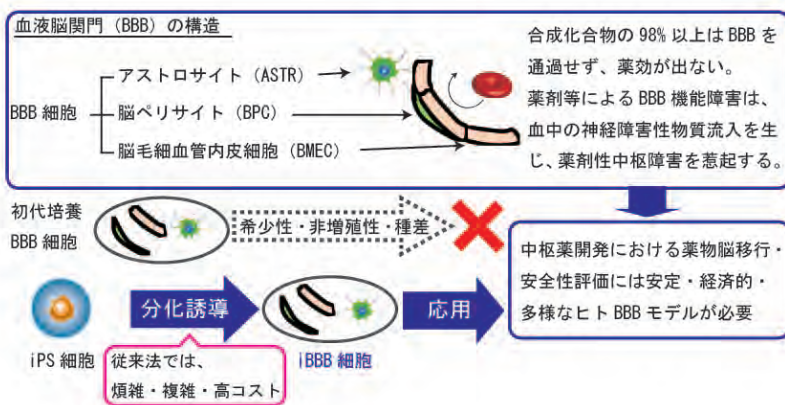 血液脳関門（BBB）の構造
アストロサイト（ASTR）
BBB 細胞
脳ペリサイト（BPC）
脳毛細血管内皮細胞（BMEC）
合成化合物の 98% 以上は BBB を
通過せず、薬効が出ない。
薬剤等による BBB 機能障害は、
血中の神経障害性物質流入を生
じ、薬剤性中枢障害を惹起する。
初代培養
BBB 細胞
希少性・非増殖性・種差
中枢薬開発における薬物脳移行・
安全性評価には安定・経済的・
多様なヒト BBB モデルが必要
分化誘導
応用
iPS 細胞
iBBB 細胞
従来法では、
煩雑・複雑・高コスト